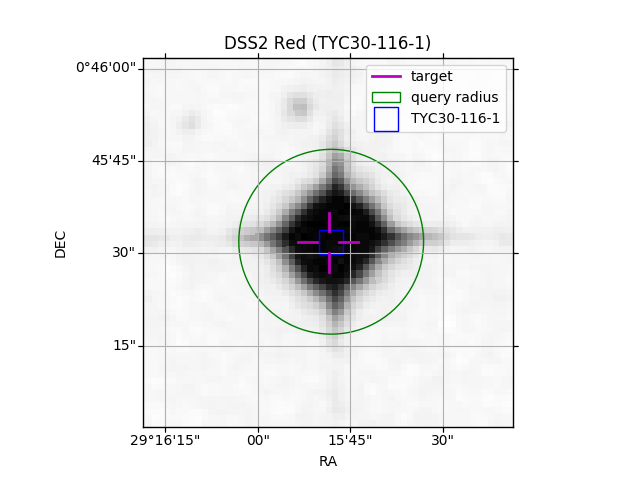 DSS2 Red (TYC30-116-1)
target
query radius
TYC30-116-1
0°46'00"
45'45"
30"
15"
DEC
29°16'15"
00"
15'45"
30"
RA